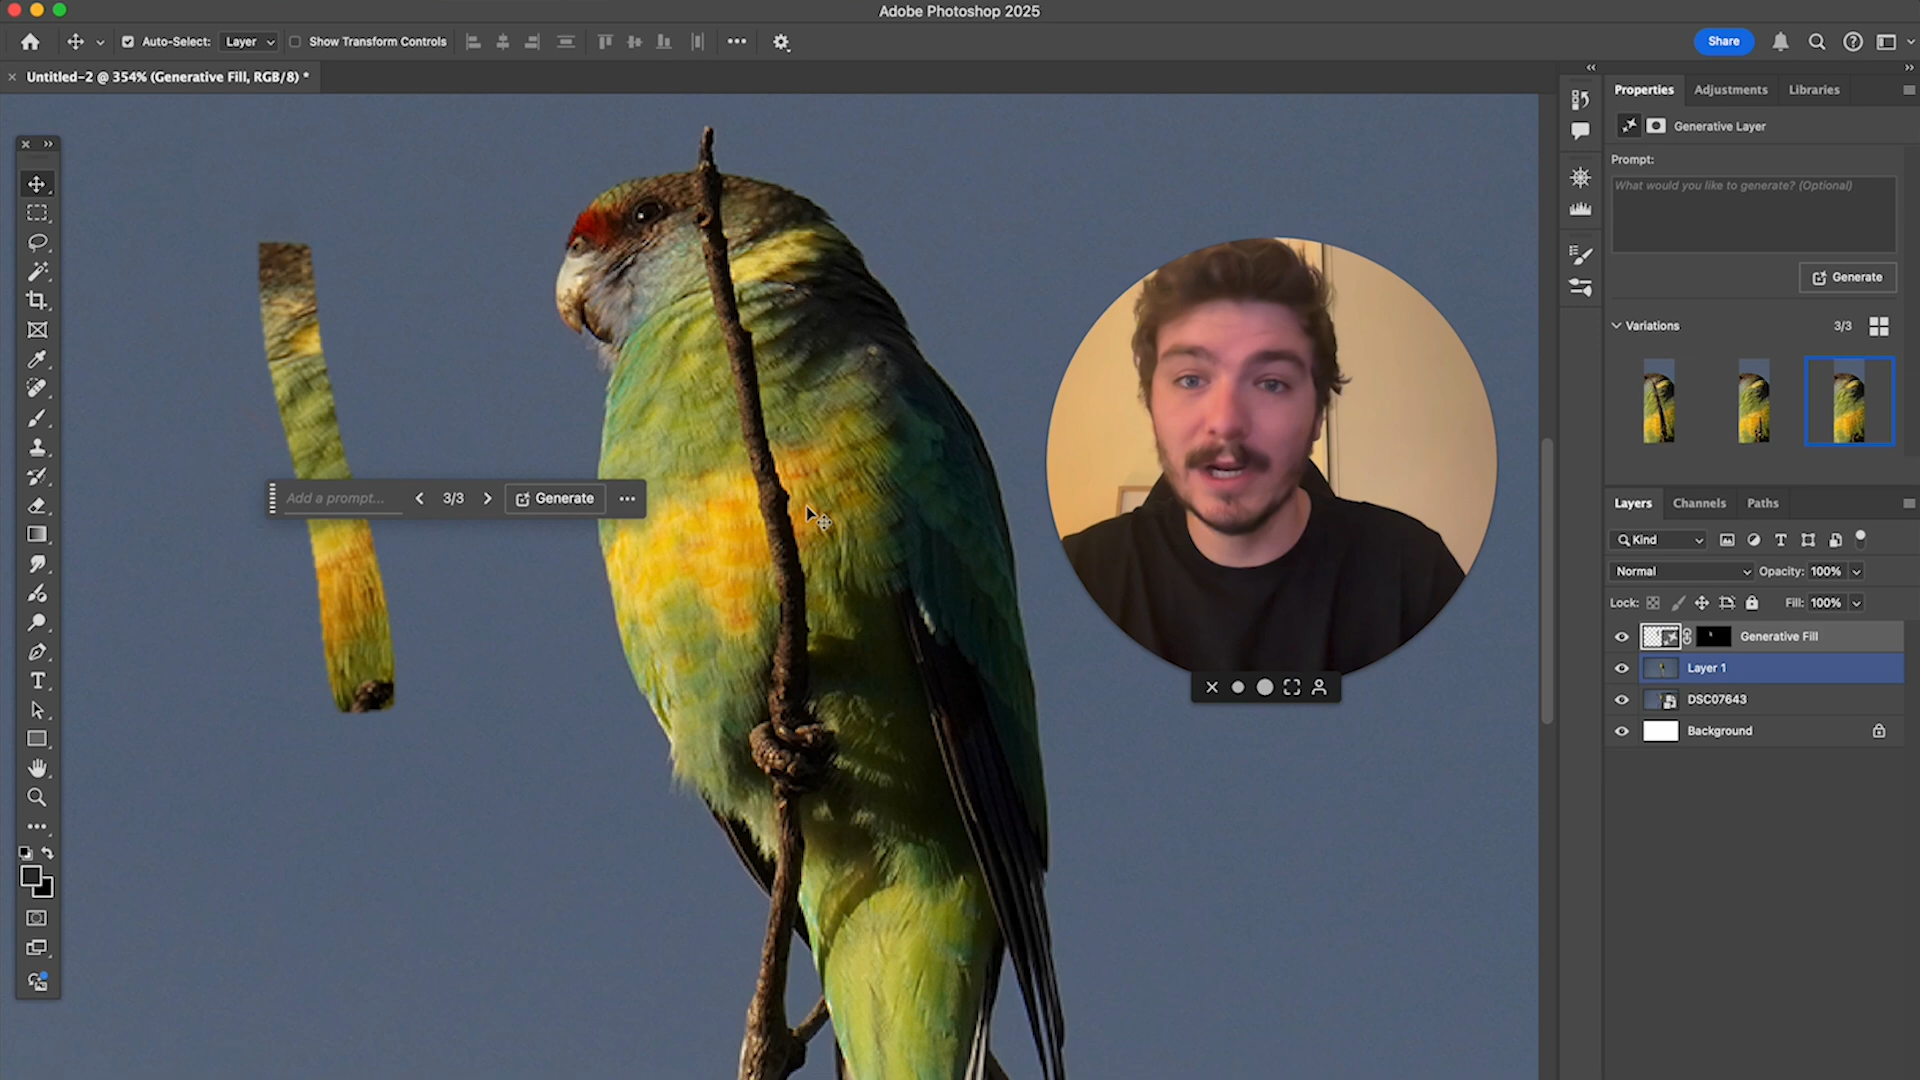 Adobe Photoshop 2025
Auto-Select: Layer Show Transform Controls Share
Untitled-2 @ 354% (Generative Fill, RGB/8) *
Properties Adjustments Libraries
Generative Layer
Prompt:
What would you like to generate? (Optional)
Generate
Variations 3/3
Add a prompt... 3/3 Generate
Layers Channels Paths
Kind
Normal Opacity: 100%
Lock: Fill: 100%
Generative Fill
Layer 1
DSC07643
Background